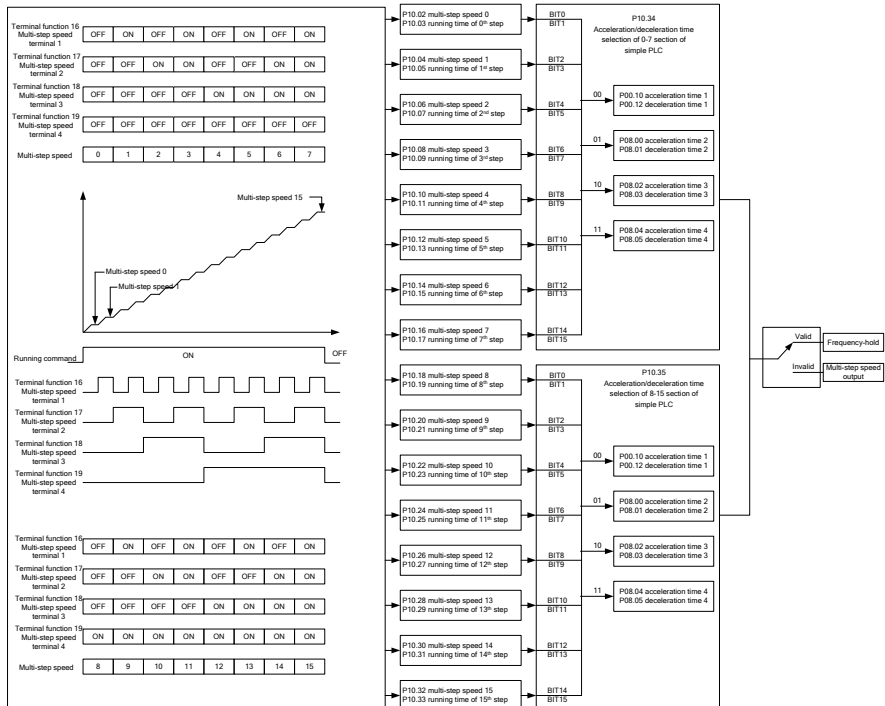 Terminal function 16
Multi-step speed
terminal 1
OFF ON OFF ON OFF ON OFF ON
Terminal function 17
Multi-step speed
terminal 2
OFF OFF ON ON OFF OFF ON ON
Terminal function 18
Multi-step speed
terminal 3
OFF OFF OFF OFF ON ON ON ON
Terminal function 19
Multi-step speed
terminal 4
OFF OFF OFF OFF OFF OFF OFF OFF
Multi-step speed 0 1 2 3 4 5 6 7
Multi-step speed 15
Multi-step speed 0
Multi-step speed 1
Running command ON OFF
Terminal function 16
Multi-step speed
terminal 1
Terminal function 17
Multi-step speed
terminal 2
Terminal function 18
Multi-step speed
terminal 3
Terminal function 19
Multi-step speed
terminal 4
Terminal function 16
Multi-step speed
terminal 1
OFF ON OFF ON OFF ON OFF ON
Terminal function 17
Multi-step speed
terminal 2
OFF OFF ON ON OFF OFF ON ON
Terminal function 18
Multi-step speed
terminal 3
OFF OFF OFF OFF ON ON ON ON
Terminal function 19
Multi-step speed
terminal 4
ON ON ON ON ON ON ON ON
Multi-step speed 8 9 10 11 12 13 14 15
P10.02 multi-step speed 0
P10.03 running time of 0th step
BIT0
BIT1
P10.04 multi-step speed 1
P10.05 running time of 1st step
BIT2
BIT3
P10.06 multi-step speed 2
P10.07 running time of 2nd step
BIT4
BIT5
P10.08 multi-step speed 3
P10.09 running time of 3rd step
BIT6
BIT7
P10.10 multi-step speed 4
P10.11 running time of 4th step
BIT8
BIT9
P10.12 multi-step speed 5
P10.13 running time of 5th step
BIT10
BIT11
P10.14 multi-step speed 6
P10.15 running time of 6th step
BIT12
BIT13
P10.16 multi-step speed 7
P10.17 running time of 7th step
BIT14
BIT15
P10.34
Acceleration/deceleration time
selection of 0-7 section of
simple PLC
00
P00.10 acceleration time 1
P00.12 deceleration time 1
01
P08.00 acceleration time 2
P08.01 deceleration time 2
10
P08.02 acceleration time 3
P08.03 deceleration time 3
11
P08.04 acceleration time 4
P08.05 deceleration time 4
P10.18 multi-step speed 8
P10.19 running time of 8th step
BIT0
BIT1
P10.20 multi-step speed 9
P10.21 running time of 9th step
BIT2
BIT3
P10.22 multi-step speed 10
P10.23 running time of 10th step
BIT4
BIT5
P10.24 multi-step speed 11
P10.25 running time of 11th step
BIT6
BIT7
P10.26 multi-step speed 12
P10.27 running time of 12th step
BIT8
BIT9
P10.28 multi-step speed 13
P10.29 running time of 13th step
BIT10
BIT11
P10.30 multi-step speed 14
P10.31 running time of 14th step
BIT12
BIT13
P10.32 multi-step speed 15
P10.33 running time of 15th step
BIT14
BIT15
P10.35
Acceleration/deceleration time
selection of 8-15 section of
simple PLC
00
P00.10 acceleration time 1
P00.12 deceleration time 1
01
P08.00 acceleration time 2
P08.01 deceleration time 2
10
P08.02 acceleration time 3
P08.03 deceleration time 3
11
P08.04 acceleration time 4
P08.05 deceleration time 4
Valid
Frequency-hold
Invalid
Multi-step speed
output